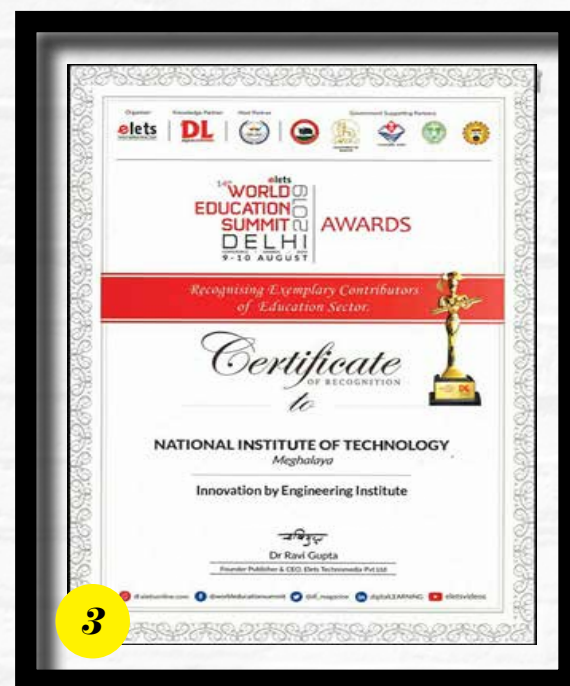 Organiser
Knowledge Partner
Host Partner
Government Supporting Partners
elets
DL
14th elets
WORLD
EDUCATION
SUMMIT
2019
DELHI
9-10 AUGUST
AWARDS
Recognising Exemplary Contributors
of Education Sector.
Certificate
OF RECOGNITION
to
NATIONAL INSTITUTE OF TECHNOLOGY
Meghalaya
Innovation by Engineering Institute
Dr Ravi Gupta
Founder Publisher & CEO, Elets Technomedia Pvt Ltd
@worldeducationsummit
@dl_magazine
digitalLEARNING
eletsvideos
3